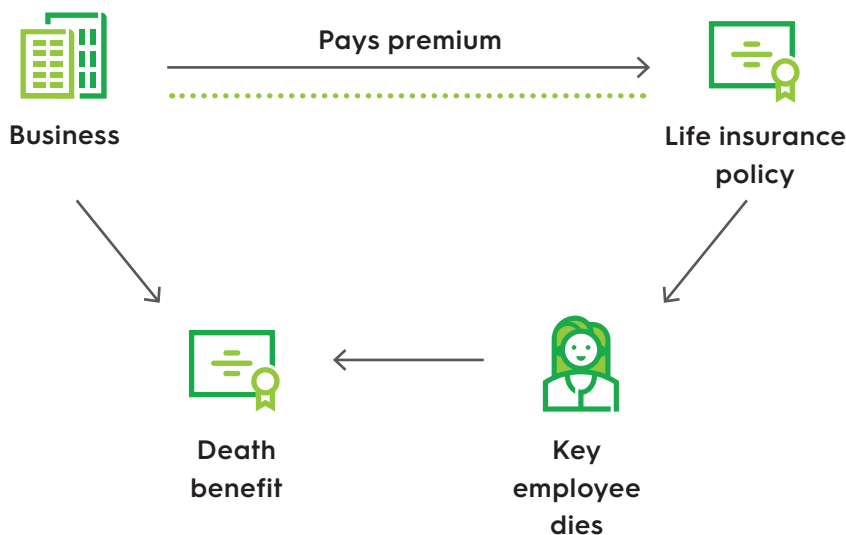 Pays premium
Business
Life insurance
policy
Death
benefit
Key
employee
dies